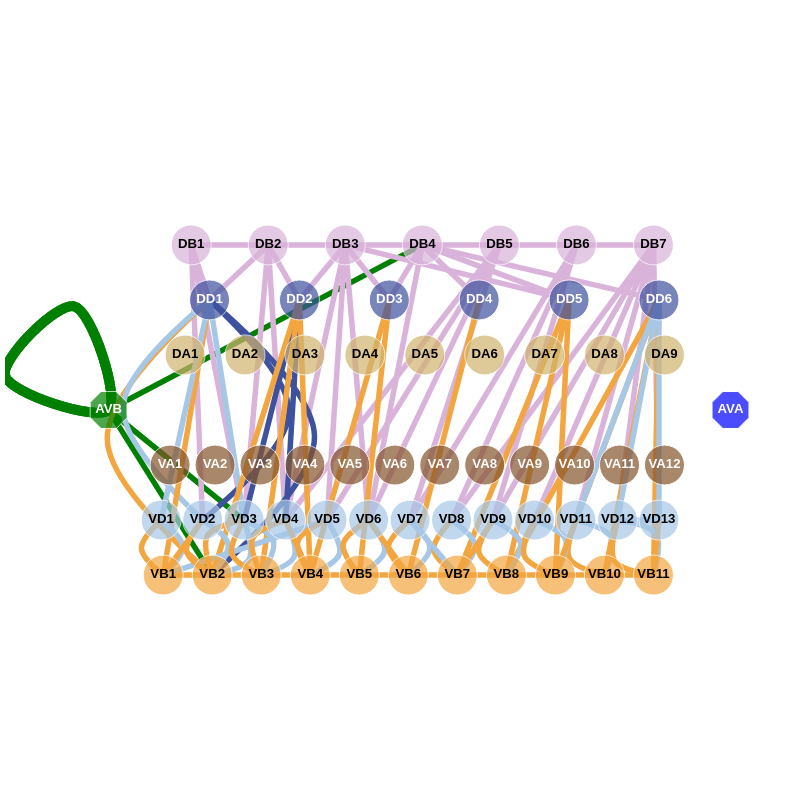 DB1 DB2 DB3 DB4 DB5 DB6 DB7
DD1 DD2 DD3 DD4 DD5 DD6
DA1 DA2 DA3 DA4 DA5 DA6 DA7 DA8 DA9
AVB AVA
VA1 VA2 VA3 VA4 VA5 VA6 VA7 VA8 VA9 VA10 VA11 VA12
VD1 VD2 VD3 VD4 VD5 VD6 VD7 VD8 VD9 VD10 VD11 VD12 VD13
VB1 VB2 VB3 VB4 VB5 VB6 VB7 VB8 VB9 VB10 VB11